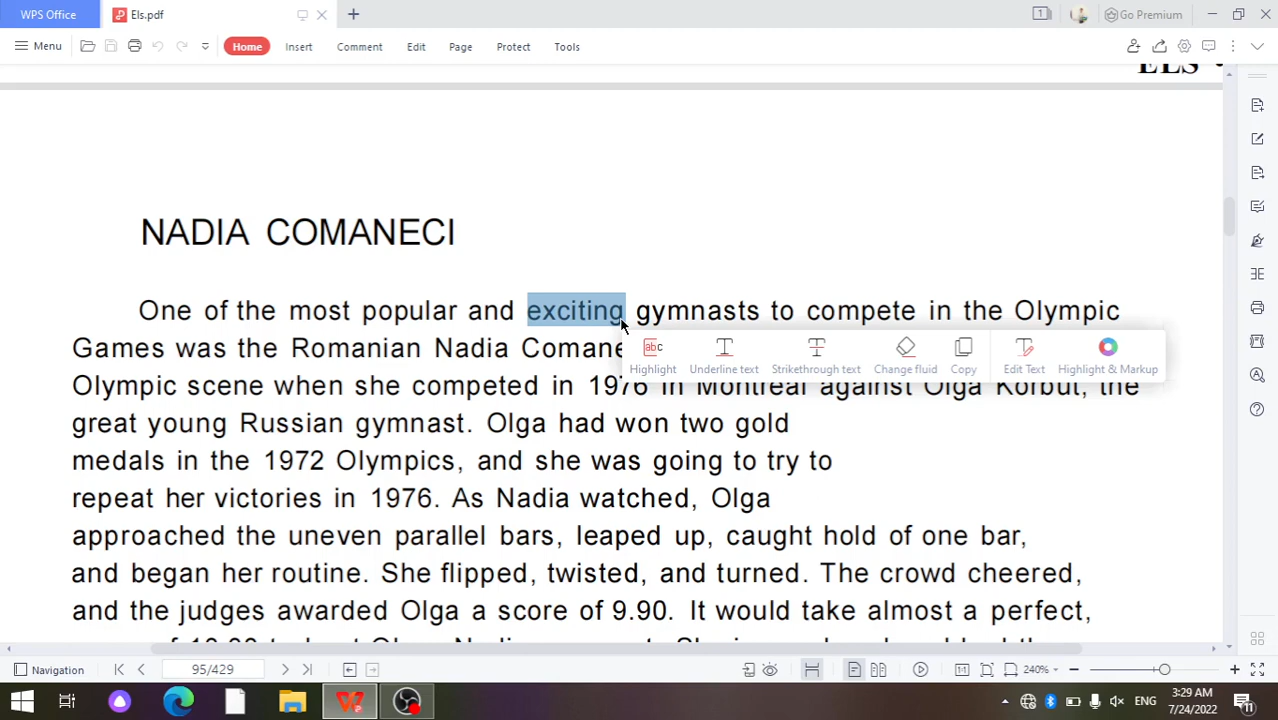 WPS Office
Els.pdf
Go Premium
Menu
Home
Insert
Comment
Edit
Page
Protect
Tools
NADIA COMANECI
One of the most popular and exciting gymnasts to compete in the Olympic
Games was the Romanian Nadia Comane
Highlight
Underline text
Strikethrough text
Change fluid
Copy
Edit Text
Highlight & Markup
Olympic scene when she competed in 1976 in Montreal against Olga Korbut, the
great young Russian gymnast. Olga had won two gold
medals in the 1972 Olympics, and she was going to try to
repeat her victories in 1976. As Nadia watched, Olga
approached the uneven parallel bars, leaped up, caught hold of one bar,
and began her routine. She flipped, twisted, and turned. The crowd cheered,
and the judges awarded Olga a score of 9.90. It would take almost a perfect,
Navigation
95/429
240%
ENG
3:29 AM
7/24/2022